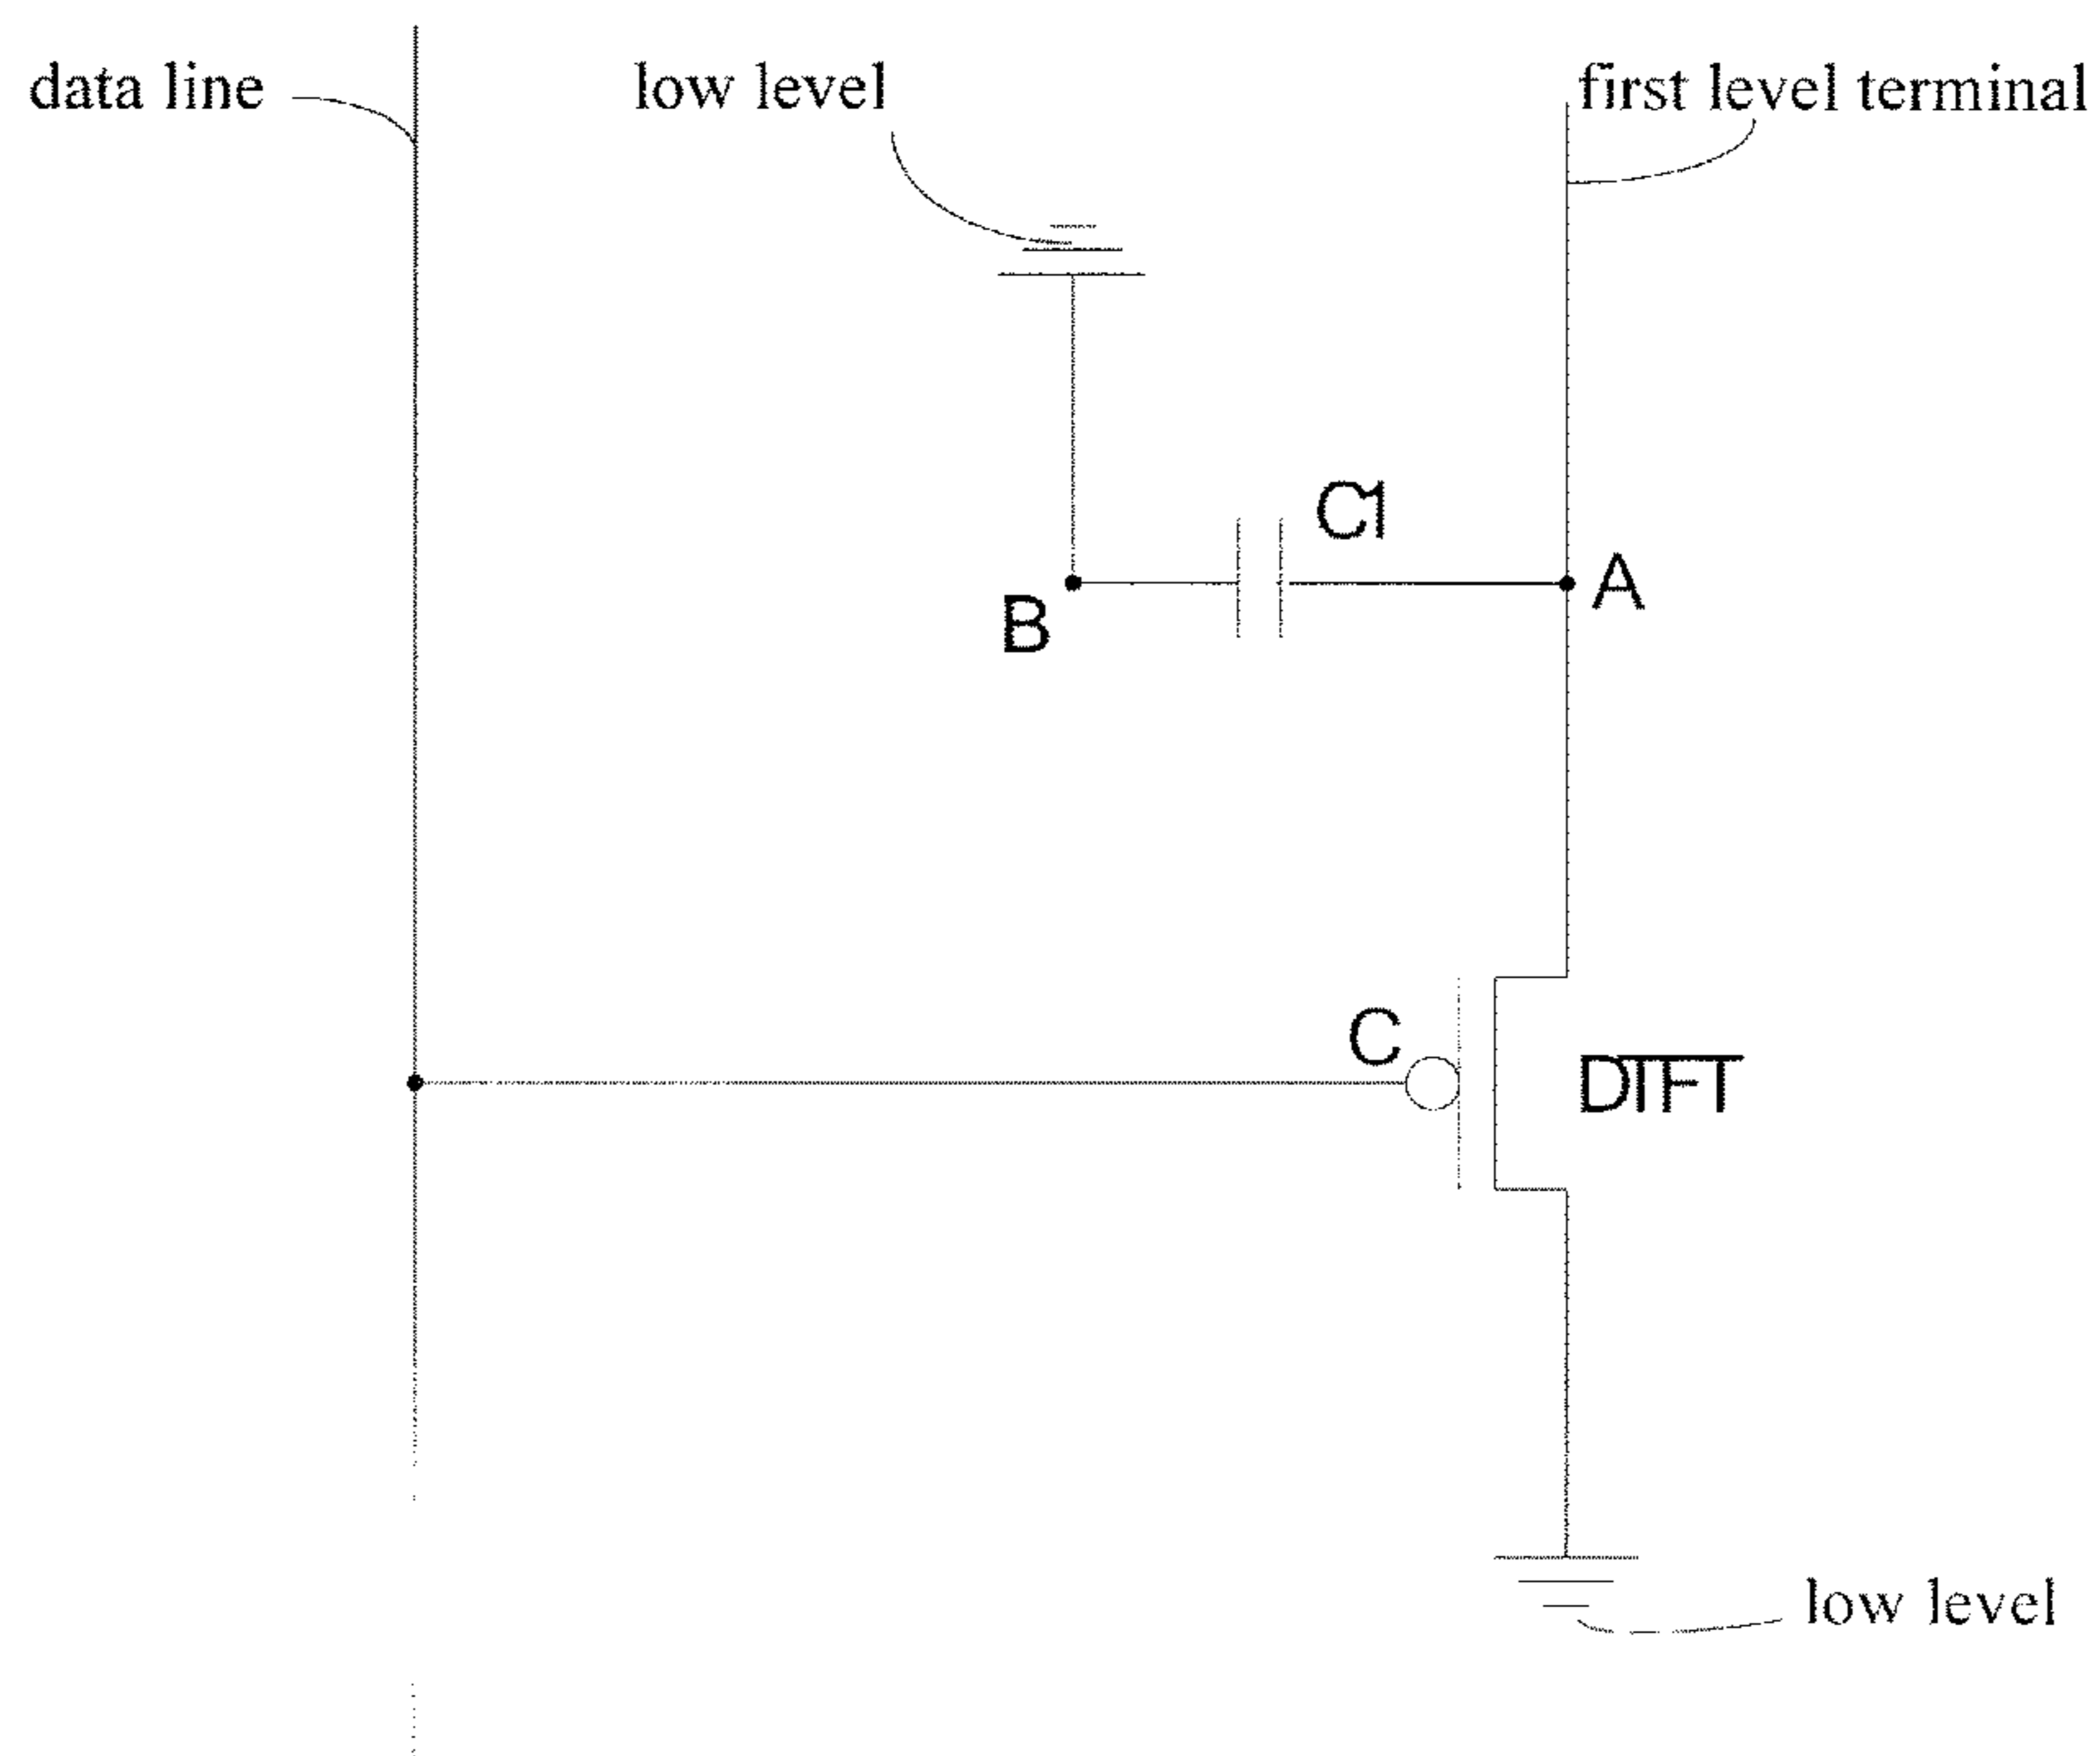 data line
low level
first level terminal
C1
A
B
C
DTFT
low level